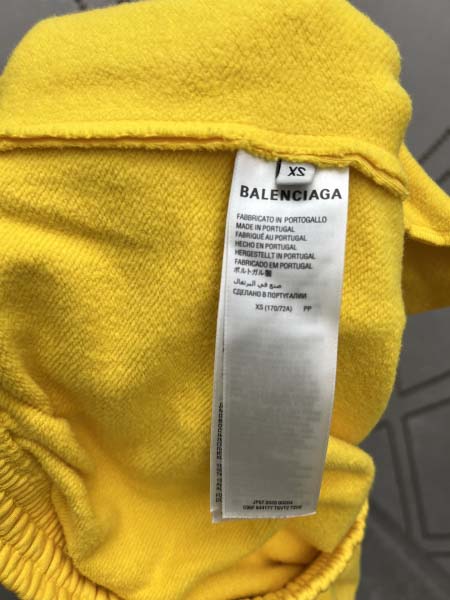 XS
BALENCIAGA
FABBRICATO IN PORTOGALLO
MADE IN PORTUGAL
FABRIQUÉ AU PORTUGAL
HECHO EN PORTUGAL
HERGESTELLT IN PORTUGAL
FABRICADO EM PORTUGAL
ポルトガル製
صنع في البرتغال
СДЕЛАНО В ПОРТУГАЛИИ
XS (170/72A) PP